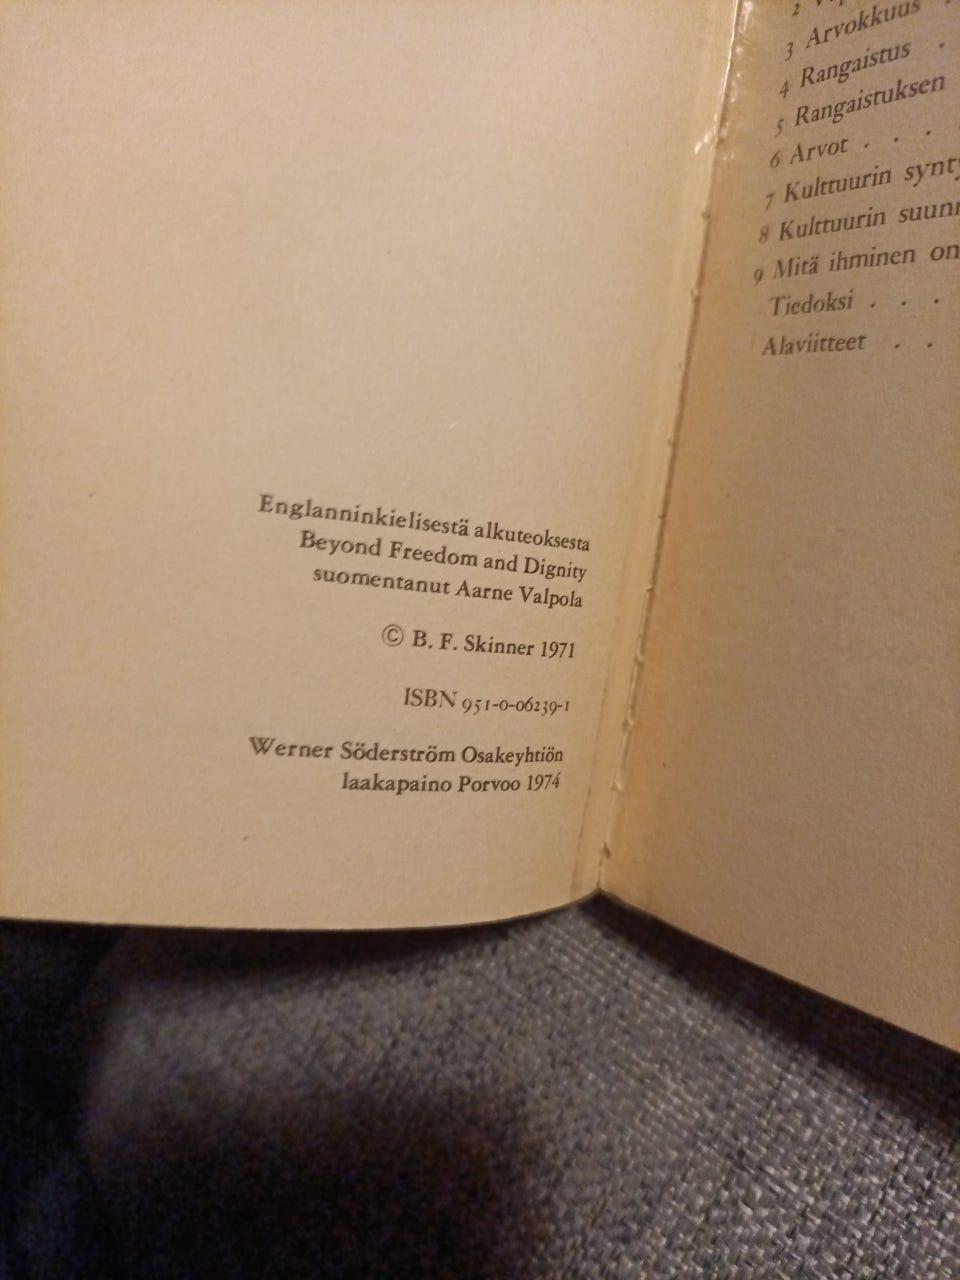 Englanninkielisestä alkuteoksesta
Beyond Freedom and Dignity
suomentanut Aarne Valpola
© B. F. Skinner 1971
ISBN 951-0-06239-1
Werner Söderström Osakeyhtiön
laakapaino Porvoo 1974
2
3 Arvokkuus
4 Rangaistus .
5 Rangaistuksen
6 Arvot . . .
7 Kulttuurin
8 Kulttuurin
9 Mitä ihminen on
Tiedoksi . . .
Alaviitteet . .